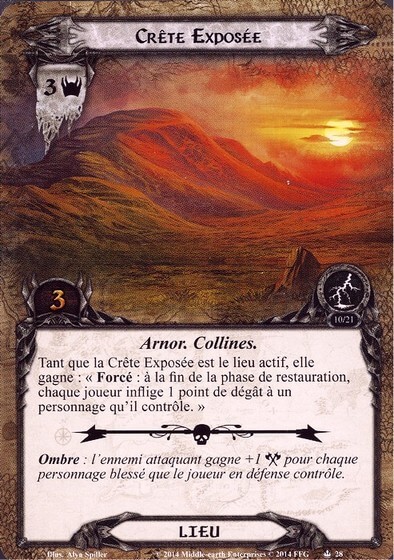 Crête Exposée
3
3
10/21
Arnor. Collines.
Tant que la Crête Exposée est le lieu actif, elle
gagne : « Forcé : à la fin de la phase de restauration,
chaque joueur inflige 1 point de dégât à un
personnage qu'il contrôle. »
Ombre : l'ennemi attaquant gagne +1 pour chaque
personnage blessé que le joueur en défense contrôle.
LIEU
Illus. Alyn Spiller © 2014 Middle-earth Enterprises © 2014 FFG 28